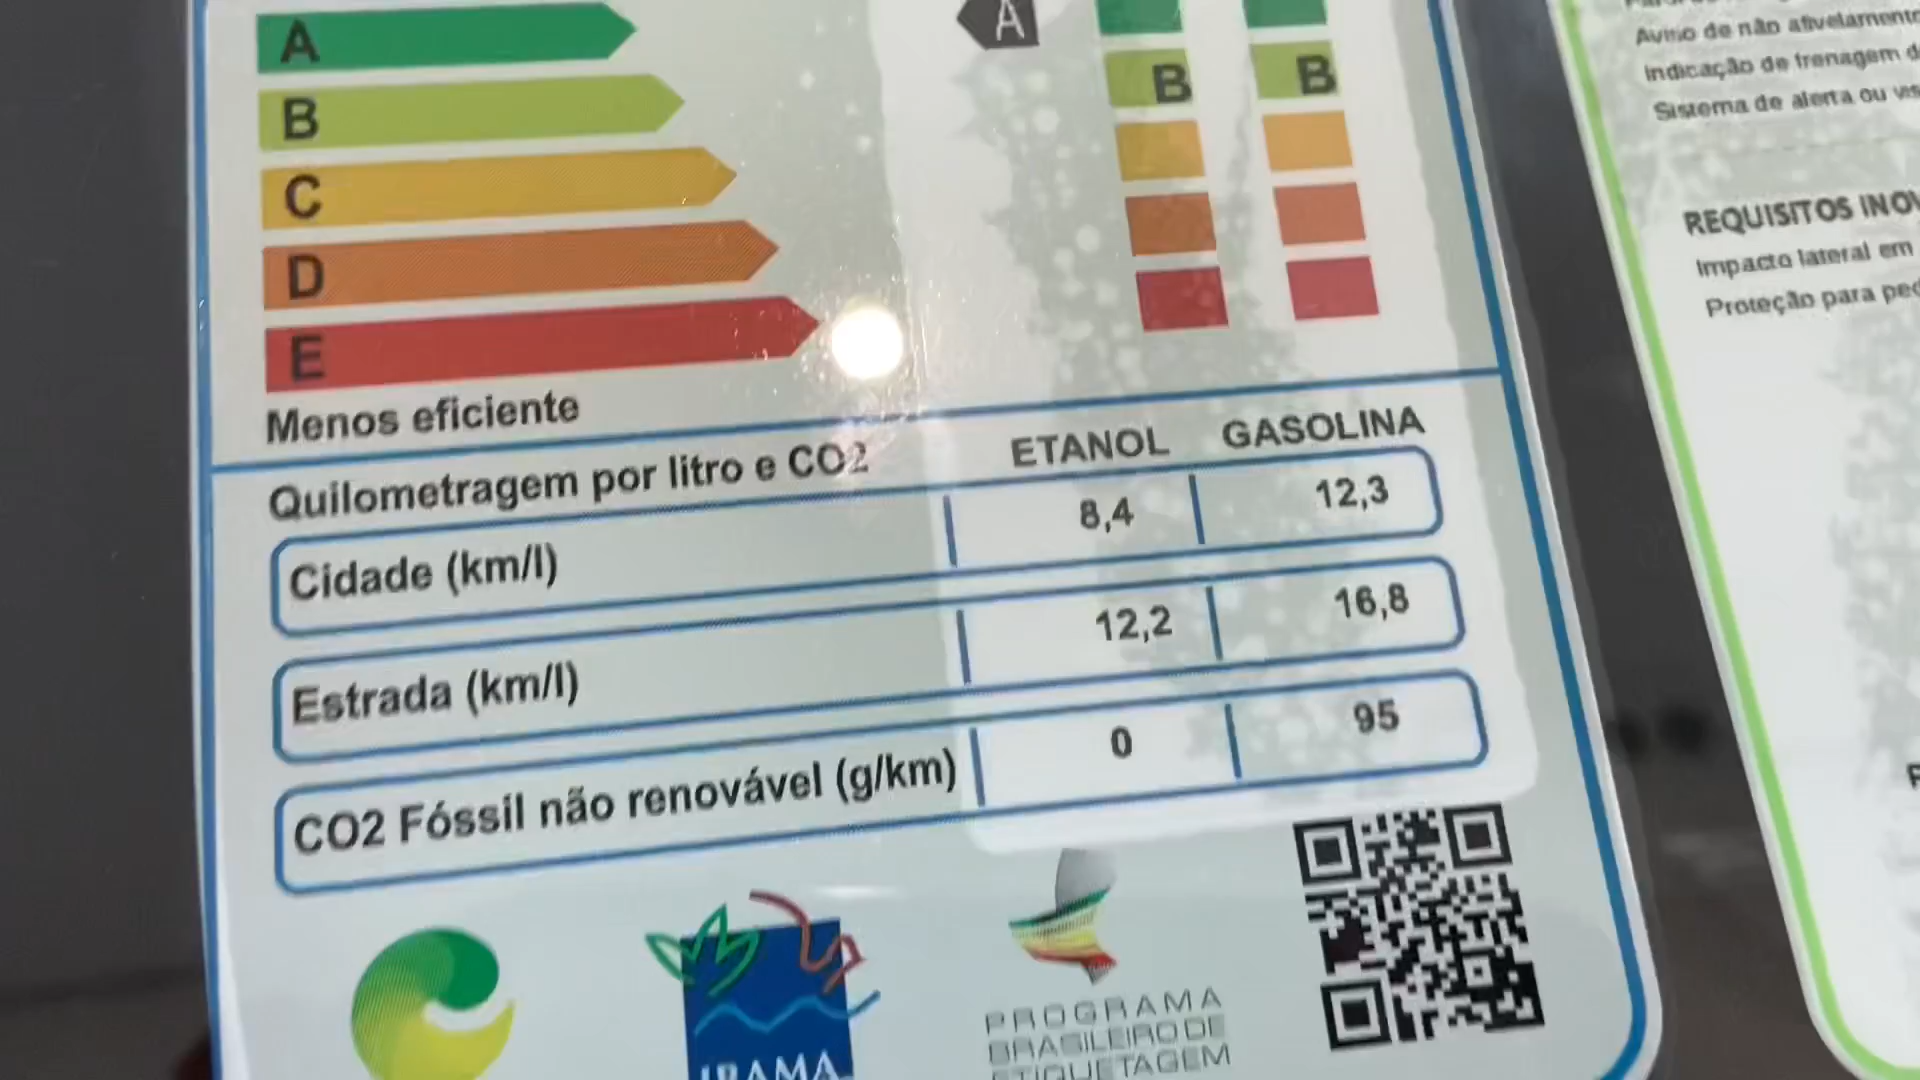 A
A
B
B
B
C
D
E
Menos eficiente
Quilometragem por litro e CO2
ETANOL
GASOLINA
Cidade (km/l)
8,4
12,3
Estrada (km/l)
12,2
16,8
CO2 Fóssil não renovável (g/km)
0
95
IBAMA
PROGRAMA
BRASILEIRO DE
ETIQUETAGEM
Aviso de não afivelamento
Indicação de frenagem d
Sistema de alerta ou vis
REQUISITOS INOV
Impacto lateral em
Proteção para ped